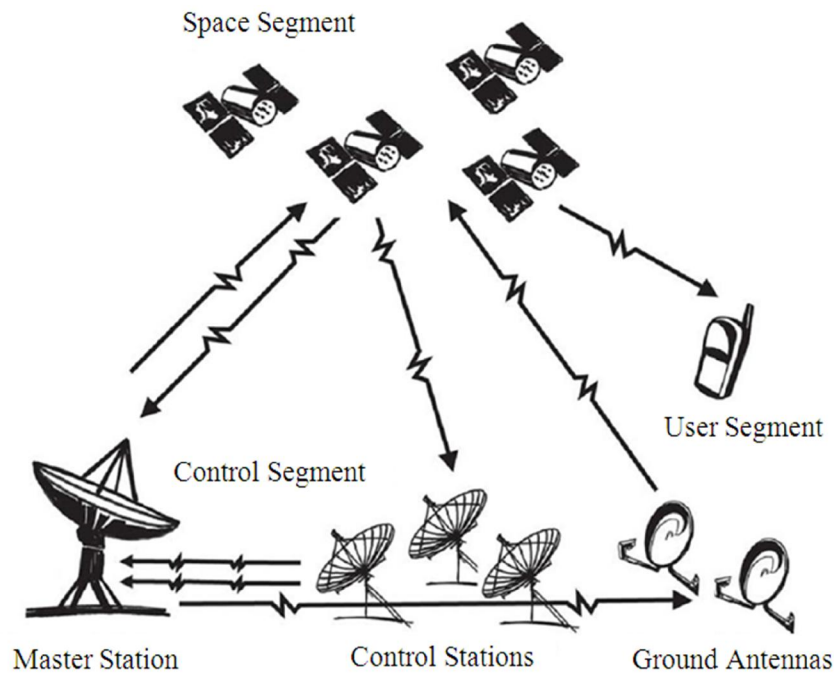 Space Segment
User Segment
Control Segment
Master Station
Control Stations
Ground Antennas